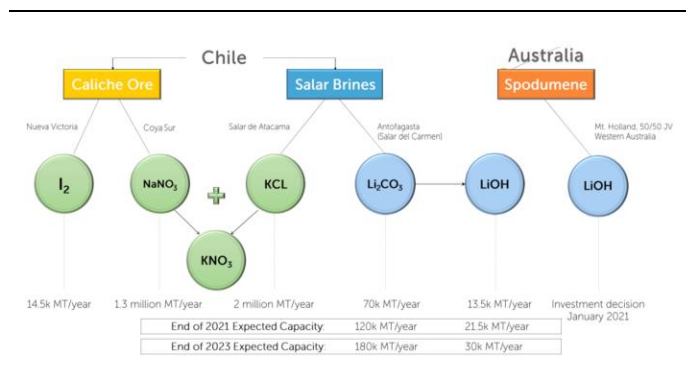 Chile
Australia
Caliche Ore
Salar Brines
Spodumene
Nueva Victoria
Coya Sur
Salar de Atacama
Antofagasta
(Salar del Carmen)
Mt. Holland, 50/50 JV
Western Australia
I₂
NaNO₃
KCL
Li₂CO₃
LiOH
LiOH
KNO₃
14.5k MT/year
1.3 million MT/year
2 million MT/year
70k MT/year
13.5k MT/year
Investment decision
January 2021
End of 2021 Expected Capacity: 120k MT/year 21.5k MT/year
End of 2023 Expected Capacity: 180k MT/year 30k MT/year